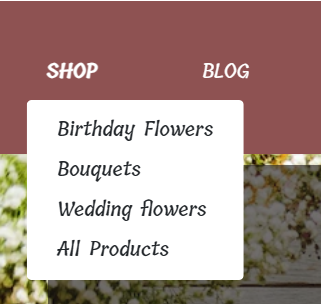 SHOP BLOG
Birthday Flowers
Bouquets
Wedding flowers
All Products